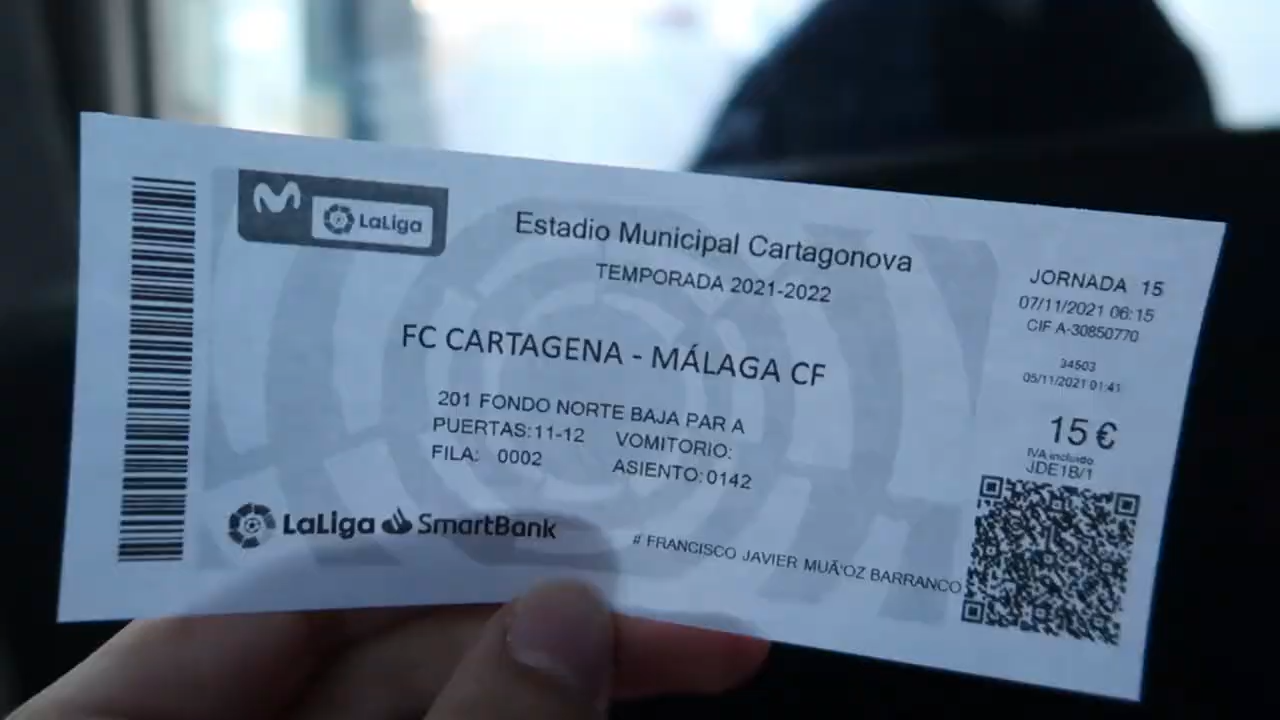 LaLiga
Estadio Municipal Cartagonova
TEMPORADA 2021-2022
FC CARTAGENA - MÁLAGA CF
201 FONDO NORTE BAJA PAR A
PUERTAS:11-12 VOMITORIO:
FILA: 0002 ASIENTO:0142
LaLiga SmartBank
# FRANCISCO JAVIER MUÃ'OZ BARRANCO
JORNADA 15
07/11/2021 06:15
CIF A-30850770
34503
05/11/2021 01:41
15 €
IVA incluido
JDE1B/1